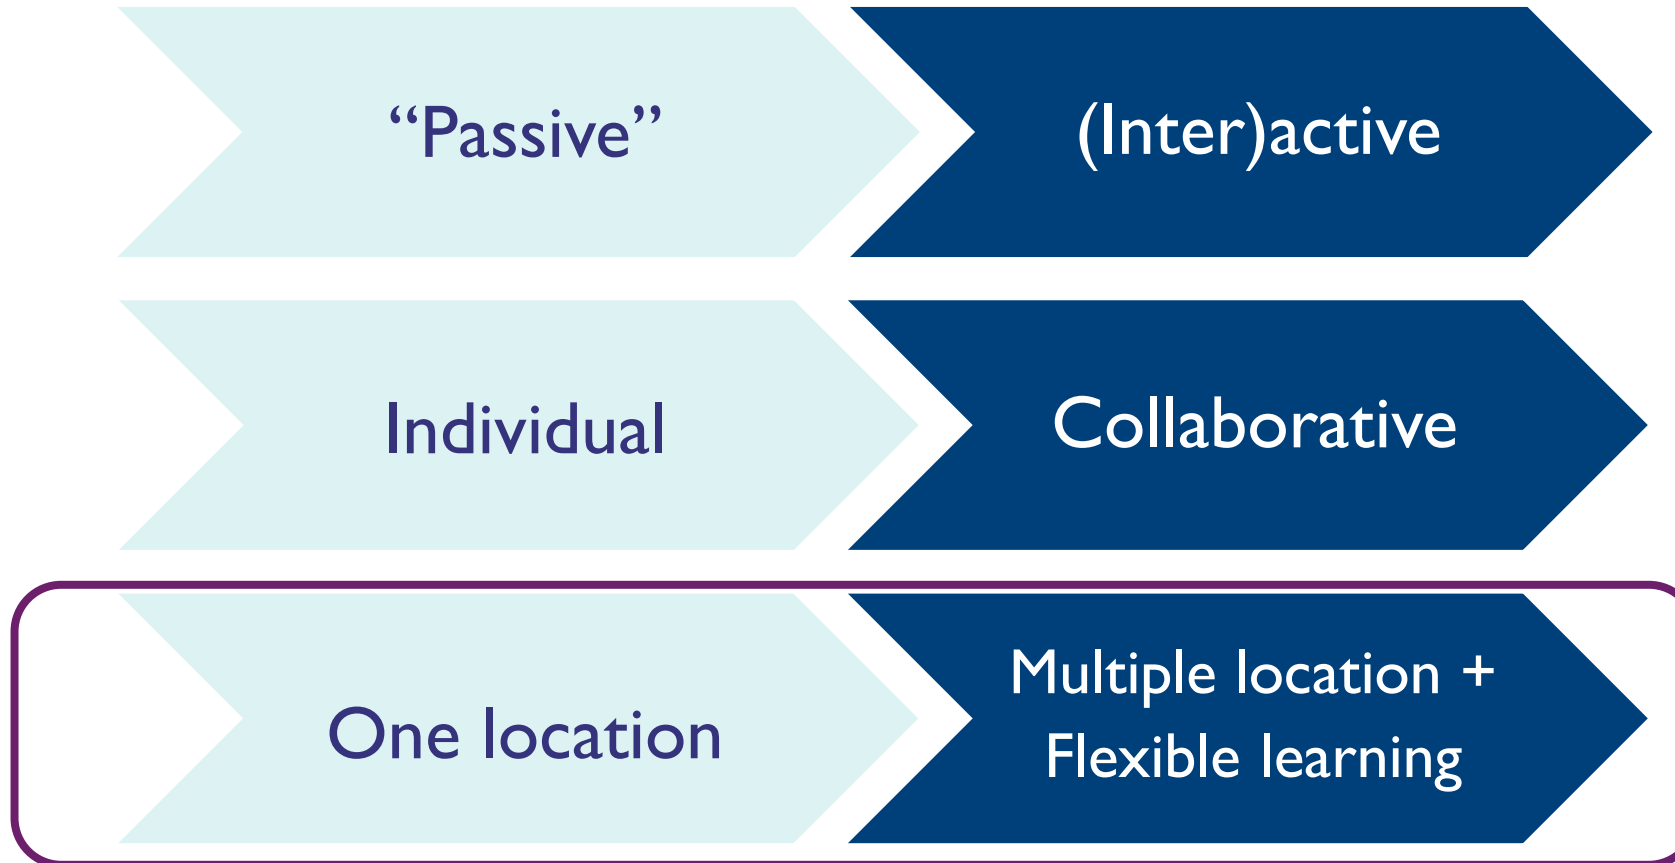 “Passive”
(Inter)active
Individual
Collaborative
One location
Multiple location +
Flexible learning